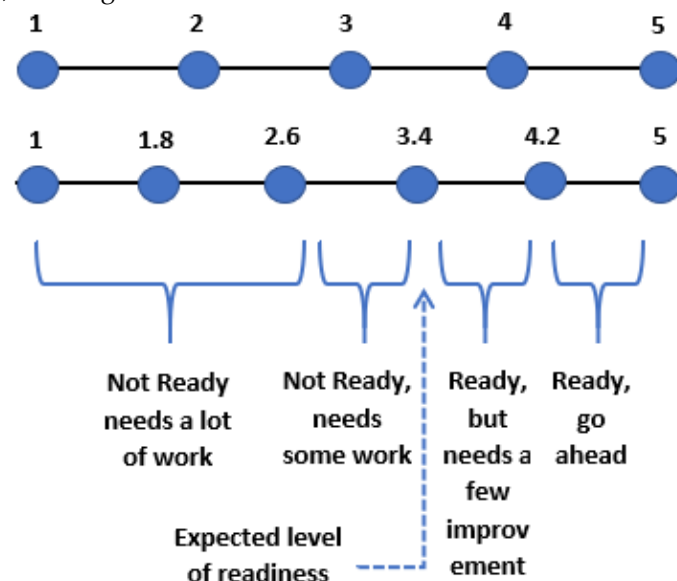 1 2 3 4 5
1 1.8 2.6 3.4 4.2 5
Not Ready
needs a lot
of work
Not Ready,
needs
some work
Ready,
but
needs a
few
improv
ement
Ready,
go
ahead
Expected level
of readiness